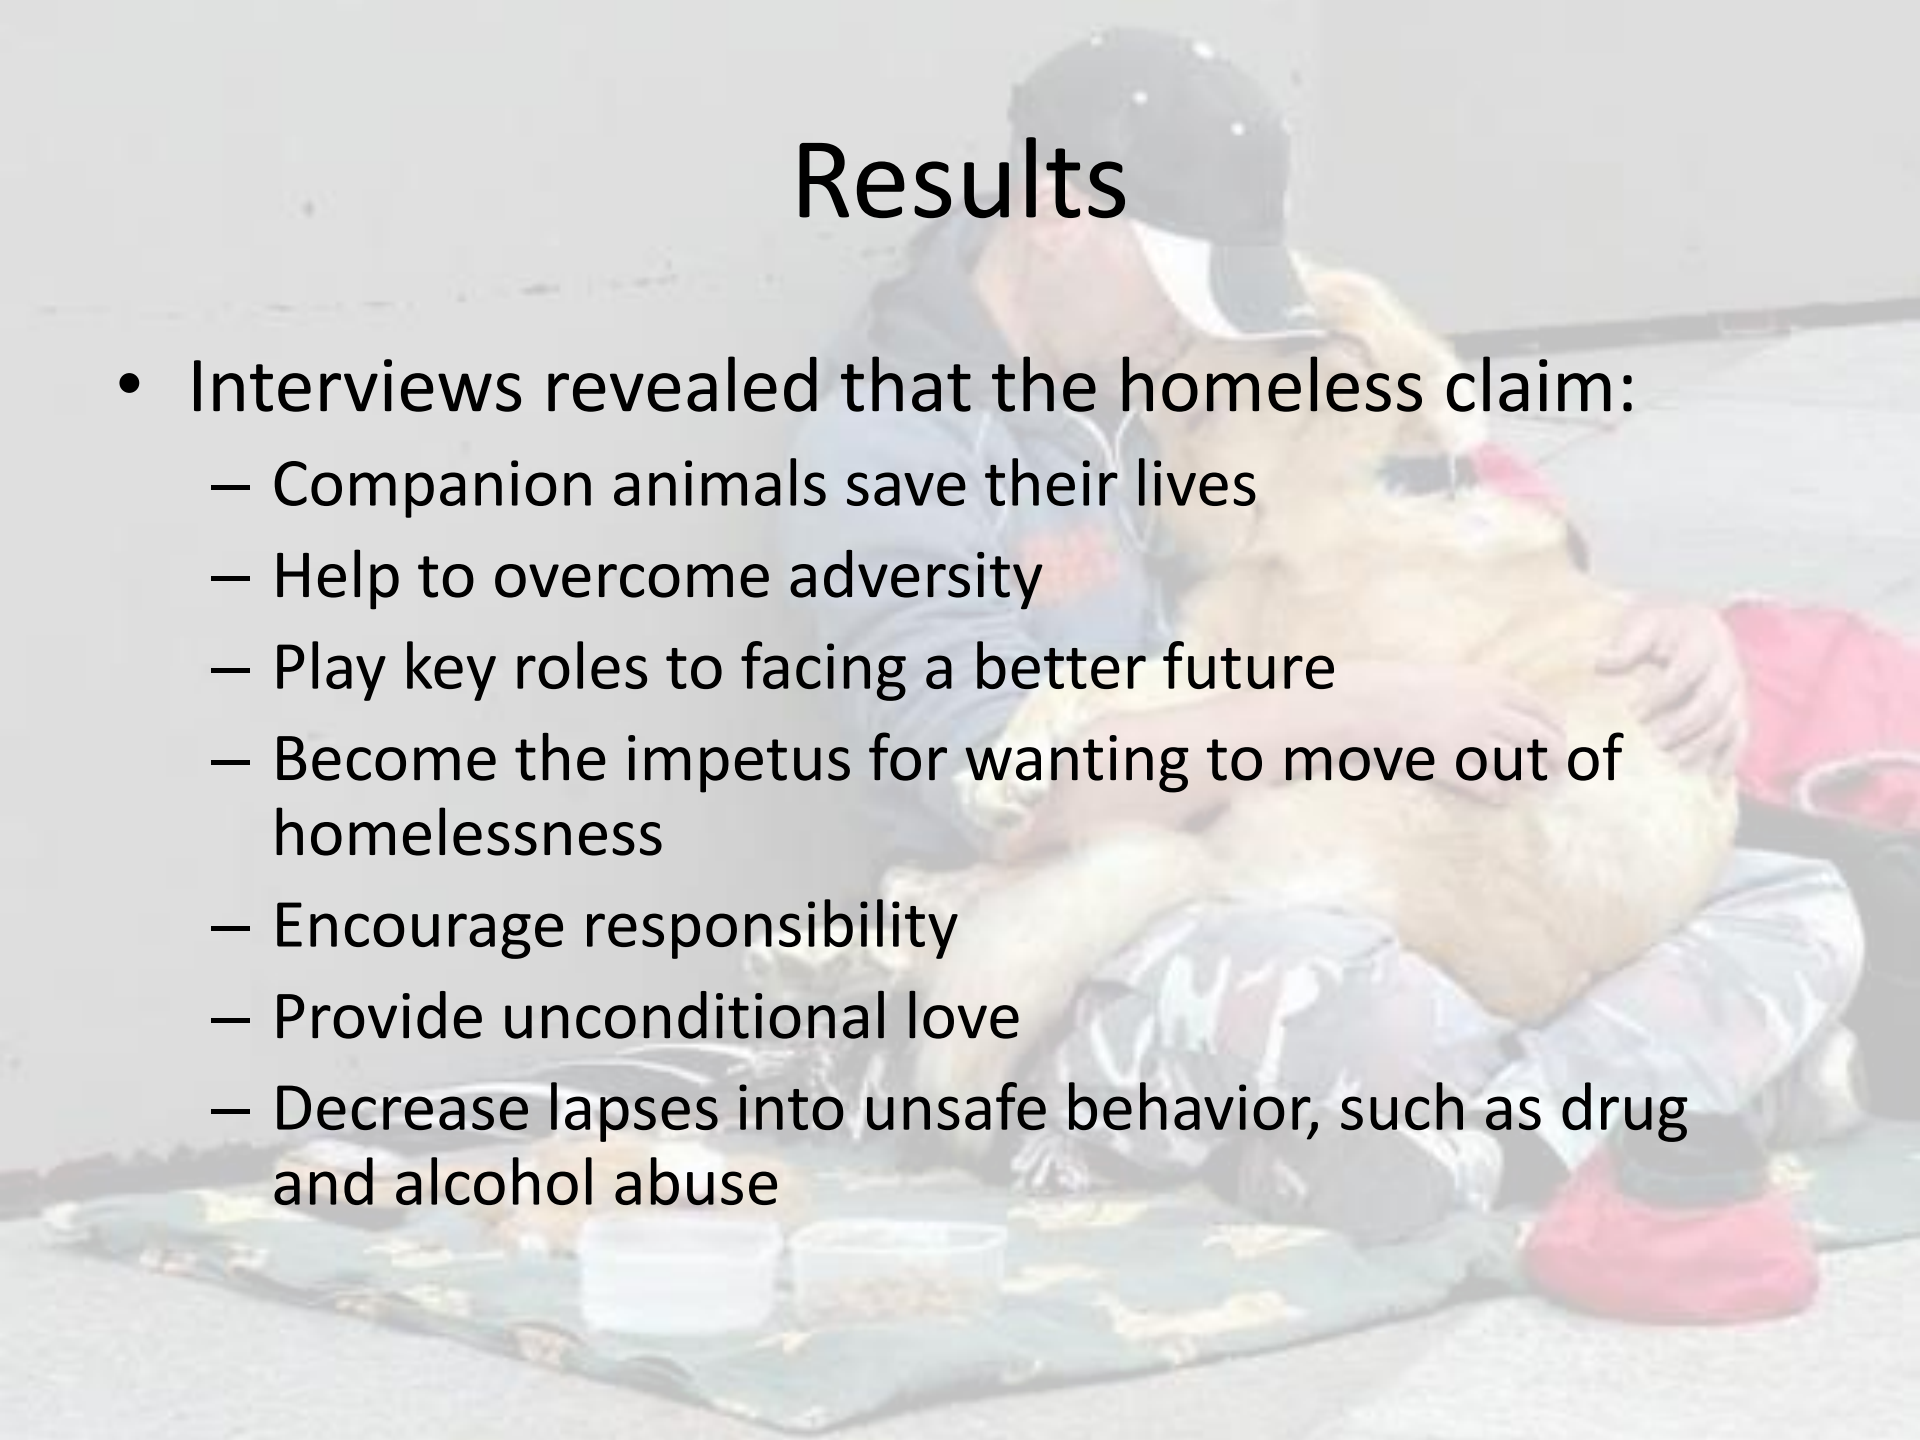 Results
• Interviews revealed that the homeless claim:
– Companion animals save their lives
– Help to overcome adversity
– Play key roles to facing a better future
– Become the impetus for wanting to move out of
homelessness
– Encourage responsibility
– Provide unconditional love
– Decrease lapses into unsafe behavior, such as drug
and alcohol abuse